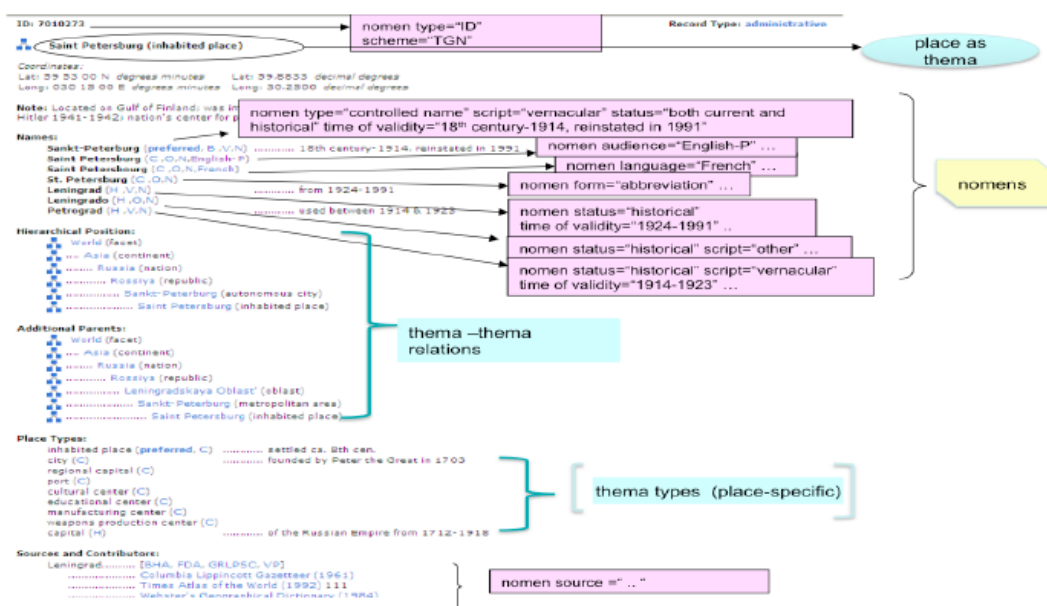 ID: 7010273
nomen type="ID"
scheme="TGN"
Record Type: administrative
Saint Petersburg (inhabited place)
place as
thema
Coordinates:
Lat: 59 53 00 N degrees minutes Lat: 59.8833 decimal degrees
Long: 030 15 00 E degrees minutes Long: 30.2500 decimal degrees
Note: Located on Gulf of Finland; was
Hitler 1941-1942; nation's center for
nomen type="controlled name" script="vernacular" status="both current and
historical" time of validity="18th century-1914, reinstated in 1991"
Names:
Sankt-Peterburg (preferred, B,V,N) ........... 18th century-1914, reinstated in 1991
nomen audience="English-P" ...
Saint Petersburg (C,O,N,English-P)
Saint Petersbourg (C,O,N,French)
nomen language="French" ...
St. Petersburg (C,O,N)
nomen form="abbreviation" ...
nomens
Leningrad (H,V,N) ........... from 1924-1991
Leningrado (H,O,N)
nomen status="historical"
time of validity="1924-1991" ..
Petrograd (H,V,N) ........... used between 1914 & 1923
nomen status="historical" script="other" ...
nomen status="historical" script="vernacular"
time of validity="1914-1923" ...
Hierarchical Position:
World (facet)
.... Asia (continent)
........ Russia (nation)
........... Rossiya (republic)
............... Sankt-Peterburg (autonomous city)
................... Saint Petersburg (inhabited place)
thema –thema
relations
Additional Parents:
World (facet)
.... Asia (continent)
........ Russia (nation)
........... Rossiya (republic)
............... Leningradskaya Oblast' (oblast)
................... Sankt-Peterburg (metropolitan area)
....................... Saint Petersburg (inhabited place)
Place Types:
inhabited place (preferred, C) ........... settled ca. 8th cen.
city (C) ........... founded by Peter the Great in 1703
regional capital (C)
port (C)
cultural center (C)
educational center (C)
manufacturing center (C)
weapons production center (C)
capital (H) ........... of the Russian Empire from 1712-1918
thema types (place-specific)
Sources and Contributors:
Leningrad......... [BHA, FDA, GRLPSC, VP]
.................... Columbia Lippincott Gazetteer (1961)
.................... Times Atlas of the World (1992) 111
.................... Webster's Geographical Dictionary (1984)
nomen source =" .. "